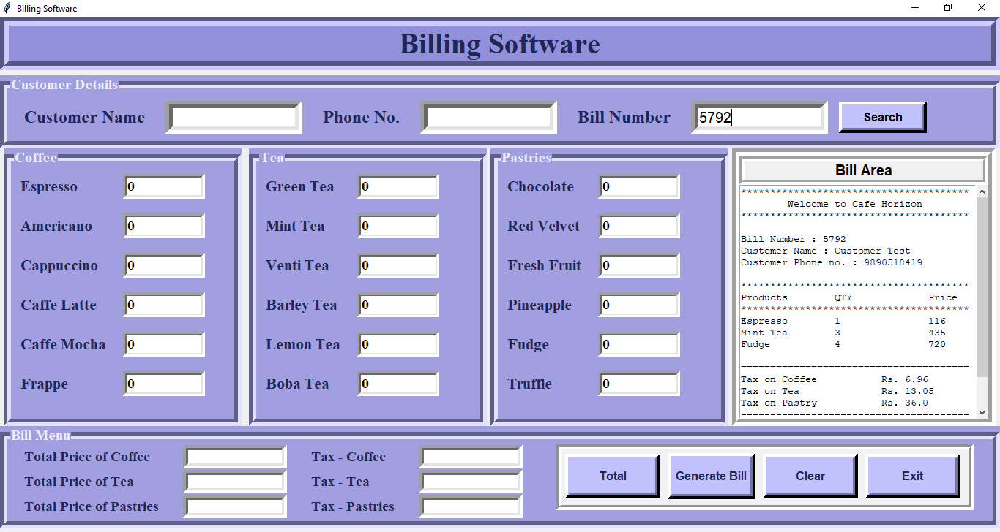 Billing Software
Billing Software
Customer Details
Customer Name Phone No. Bill Number 5792 Search
Coffee
Espresso 0
Americano 0
Cappuccino 0
Caffe Latte 0
Caffe Mocha 0
Frappe 0
Tea
Green Tea 0
Mint Tea 0
Venti Tea 0
Barley Tea 0
Lemon Tea 0
Boba Tea 0
Pastries
Chocolate 0
Red Velvet 0
Fresh Fruit 0
Pineapple 0
Fudge 0
Truffle 0
Bill Area
***************************************
Welcome to Cafe Horizon
***************************************
Bill Number : 5792
Customer Name : Customer Test
Customer Phone no. : 9890518419
***************************************
Products QTY Price
***************************************
Espresso 1 116
Mint Tea 3 435
Fudge 4 720
=======================================
Tax on Coffee Rs. 6.96
Tax on Tea Rs. 13.05
Tax on Pastry Rs. 36.0
---------------------------------------
Bill Menu
Total Price of Coffee Tax - Coffee
Total Price of Tea Tax - Tea
Total Price of Pastries Tax - Pastries
Total Generate Bill Clear Exit